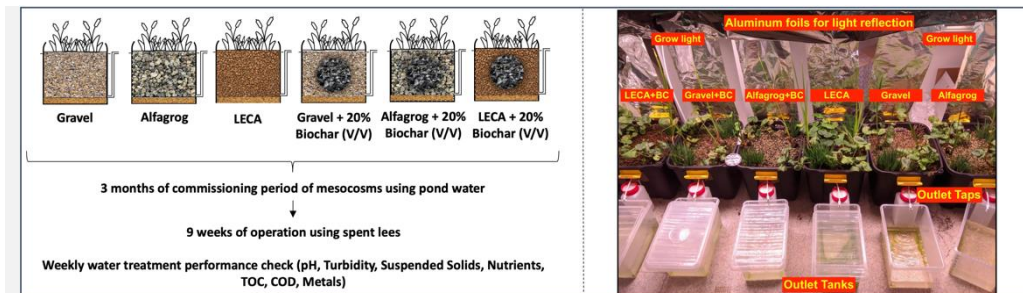 Gravel
Alfagrog
LECA
Gravel + 20%
Biochar (V/V)
Alfagrog + 20%
Biochar (V/V)
LECA + 20%
Biochar (V/V)
3 months of commissioning period of mesocosms using pond water
9 weeks of operation using spent lees
Weekly water treatment performance check (pH, Turbidity, Suspended Solids, Nutrients,
TOC, COD, Metals)
Aluminum foils for light reflection
Grow light
Grow light
LECA+BC
Gravel+BC
Alfagrog+BC
LECA
Gravel
Alfagrog
Outlet Taps
Outlet Tanks